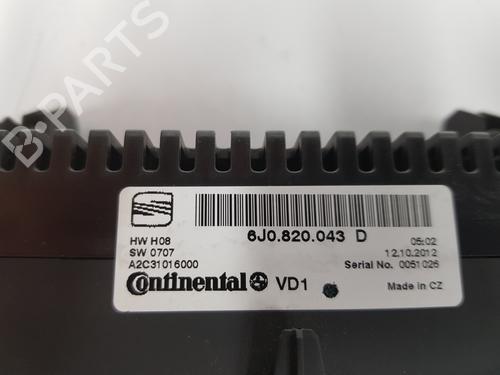 B-PARTS
6J0.820.043 D
HW H08
SW 0707
A2C31016000
05:02
12.10.2012
Serial No. 0051026
Continental VD1
Made in CZ